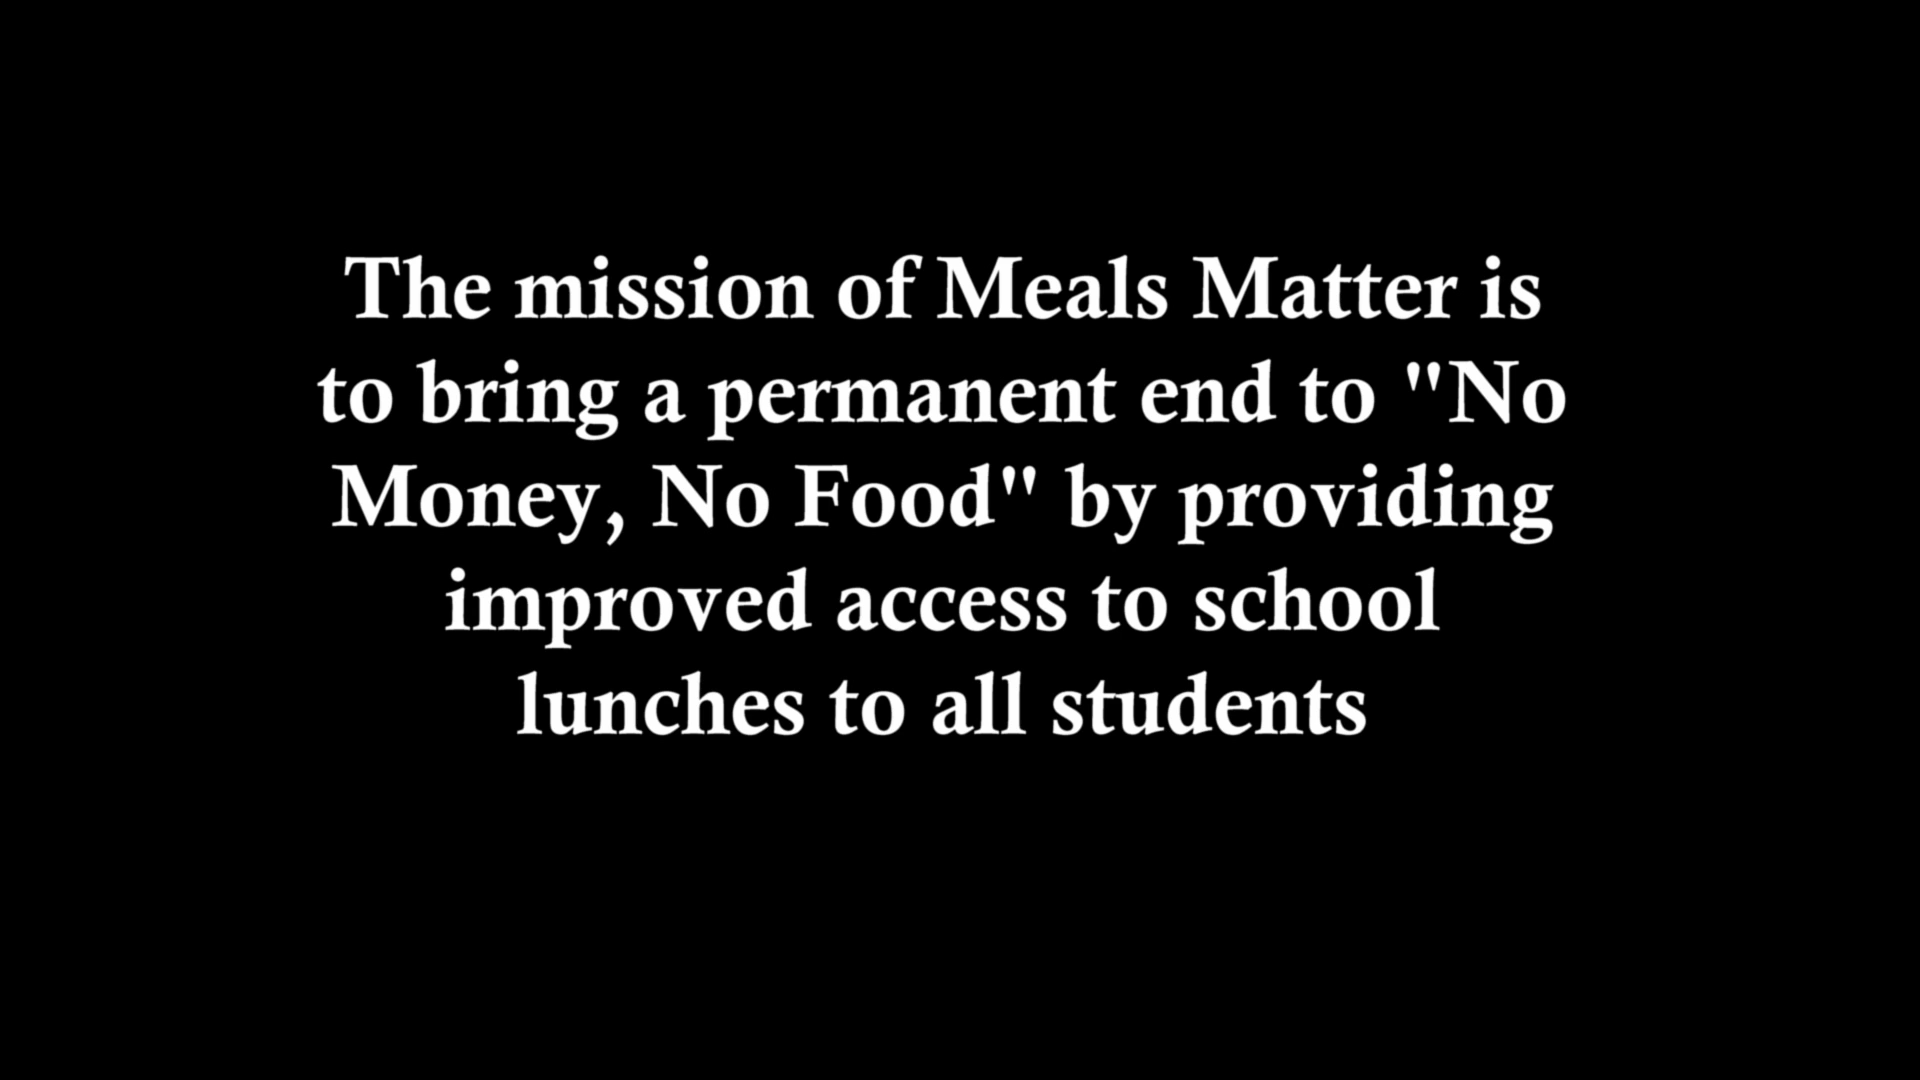 The mission of Meals Matter is
to bring a permanent end to "No
Money, No Food" by providing
improved access to school
lunches to all students